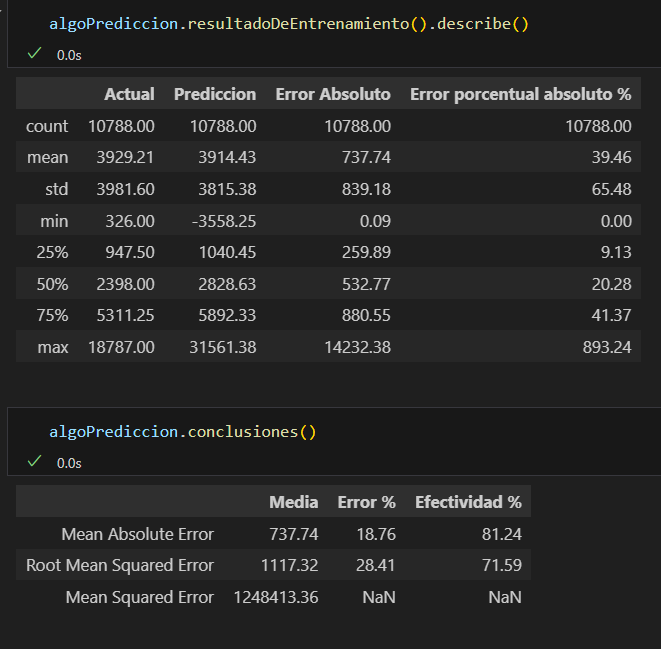 algoPrediccion.resultadoDeEntrenamiento().describe()
✓ 0.0s
Actual Prediccion Error Absoluto Error porcentual absoluto %
count 10788.00 10788.00 10788.00 10788.00
mean 3929.21 3914.43 737.74 39.46
std 3981.60 3815.38 839.18 65.48
min 326.00 -3558.25 0.09 0.00
25% 947.50 1040.45 259.89 9.13
50% 2398.00 2828.63 532.77 20.28
75% 5311.25 5892.33 880.55 41.37
max 18787.00 31561.38 14232.38 893.24
algoPrediccion.conclusiones()
✓ 0.0s
Media Error % Efectividad %
Mean Absolute Error 737.74 18.76 81.24
Root Mean Squared Error 1117.32 28.41 71.59
Mean Squared Error 1248413.36 NaN NaN